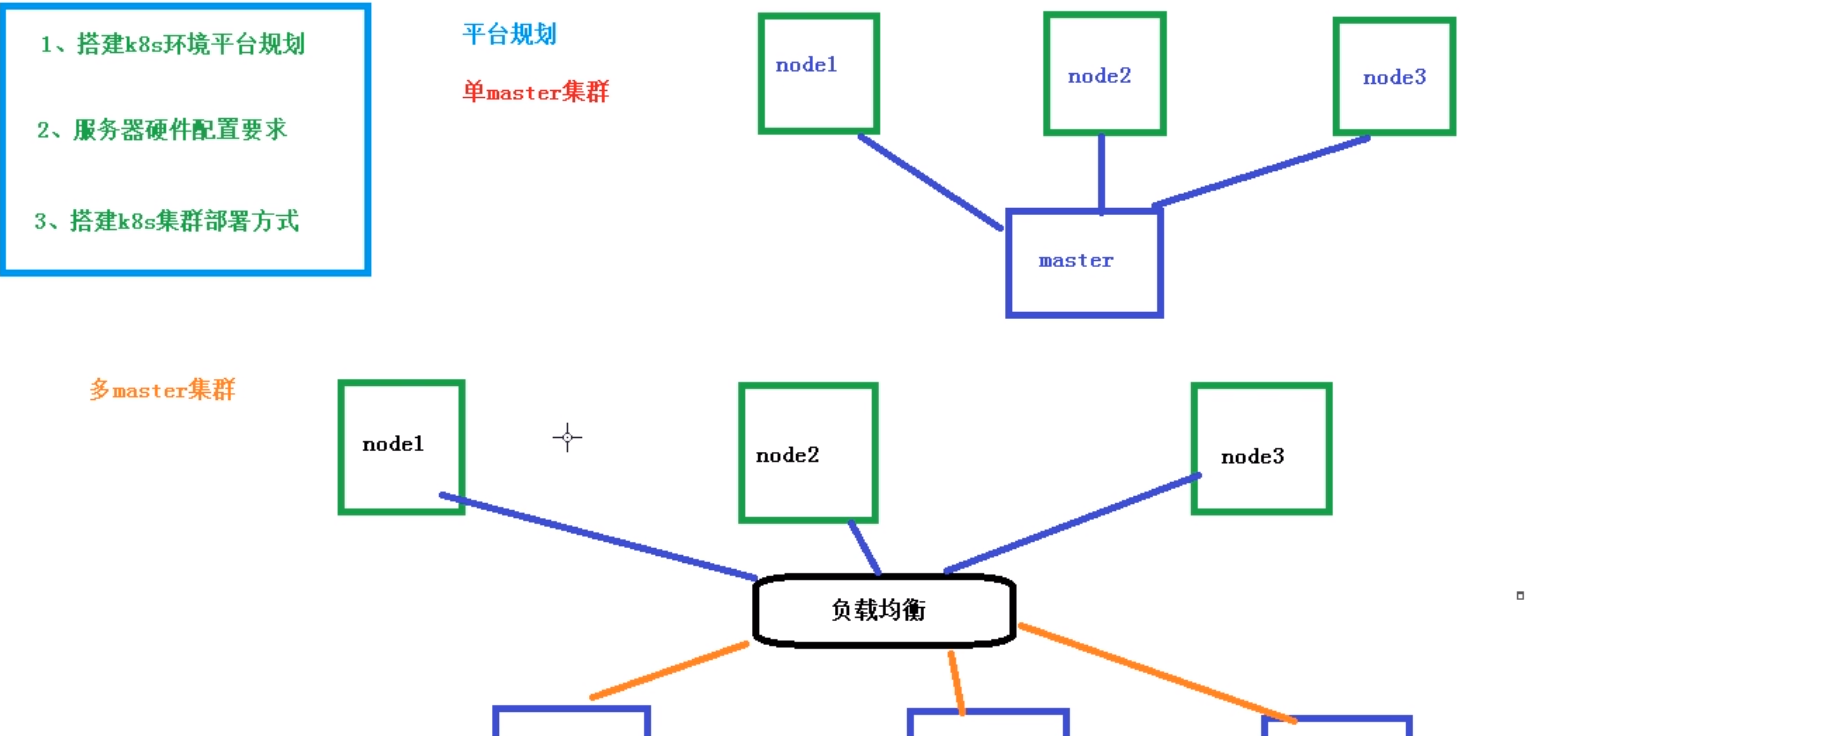 1、搭建k8s环境平台规划
2、服务器硬件配置要求
3、搭建k8s集群部署方式
平台规划
单master集群
node1
node2
node3
master
多master集群
node1
node2
node3
负载均衡